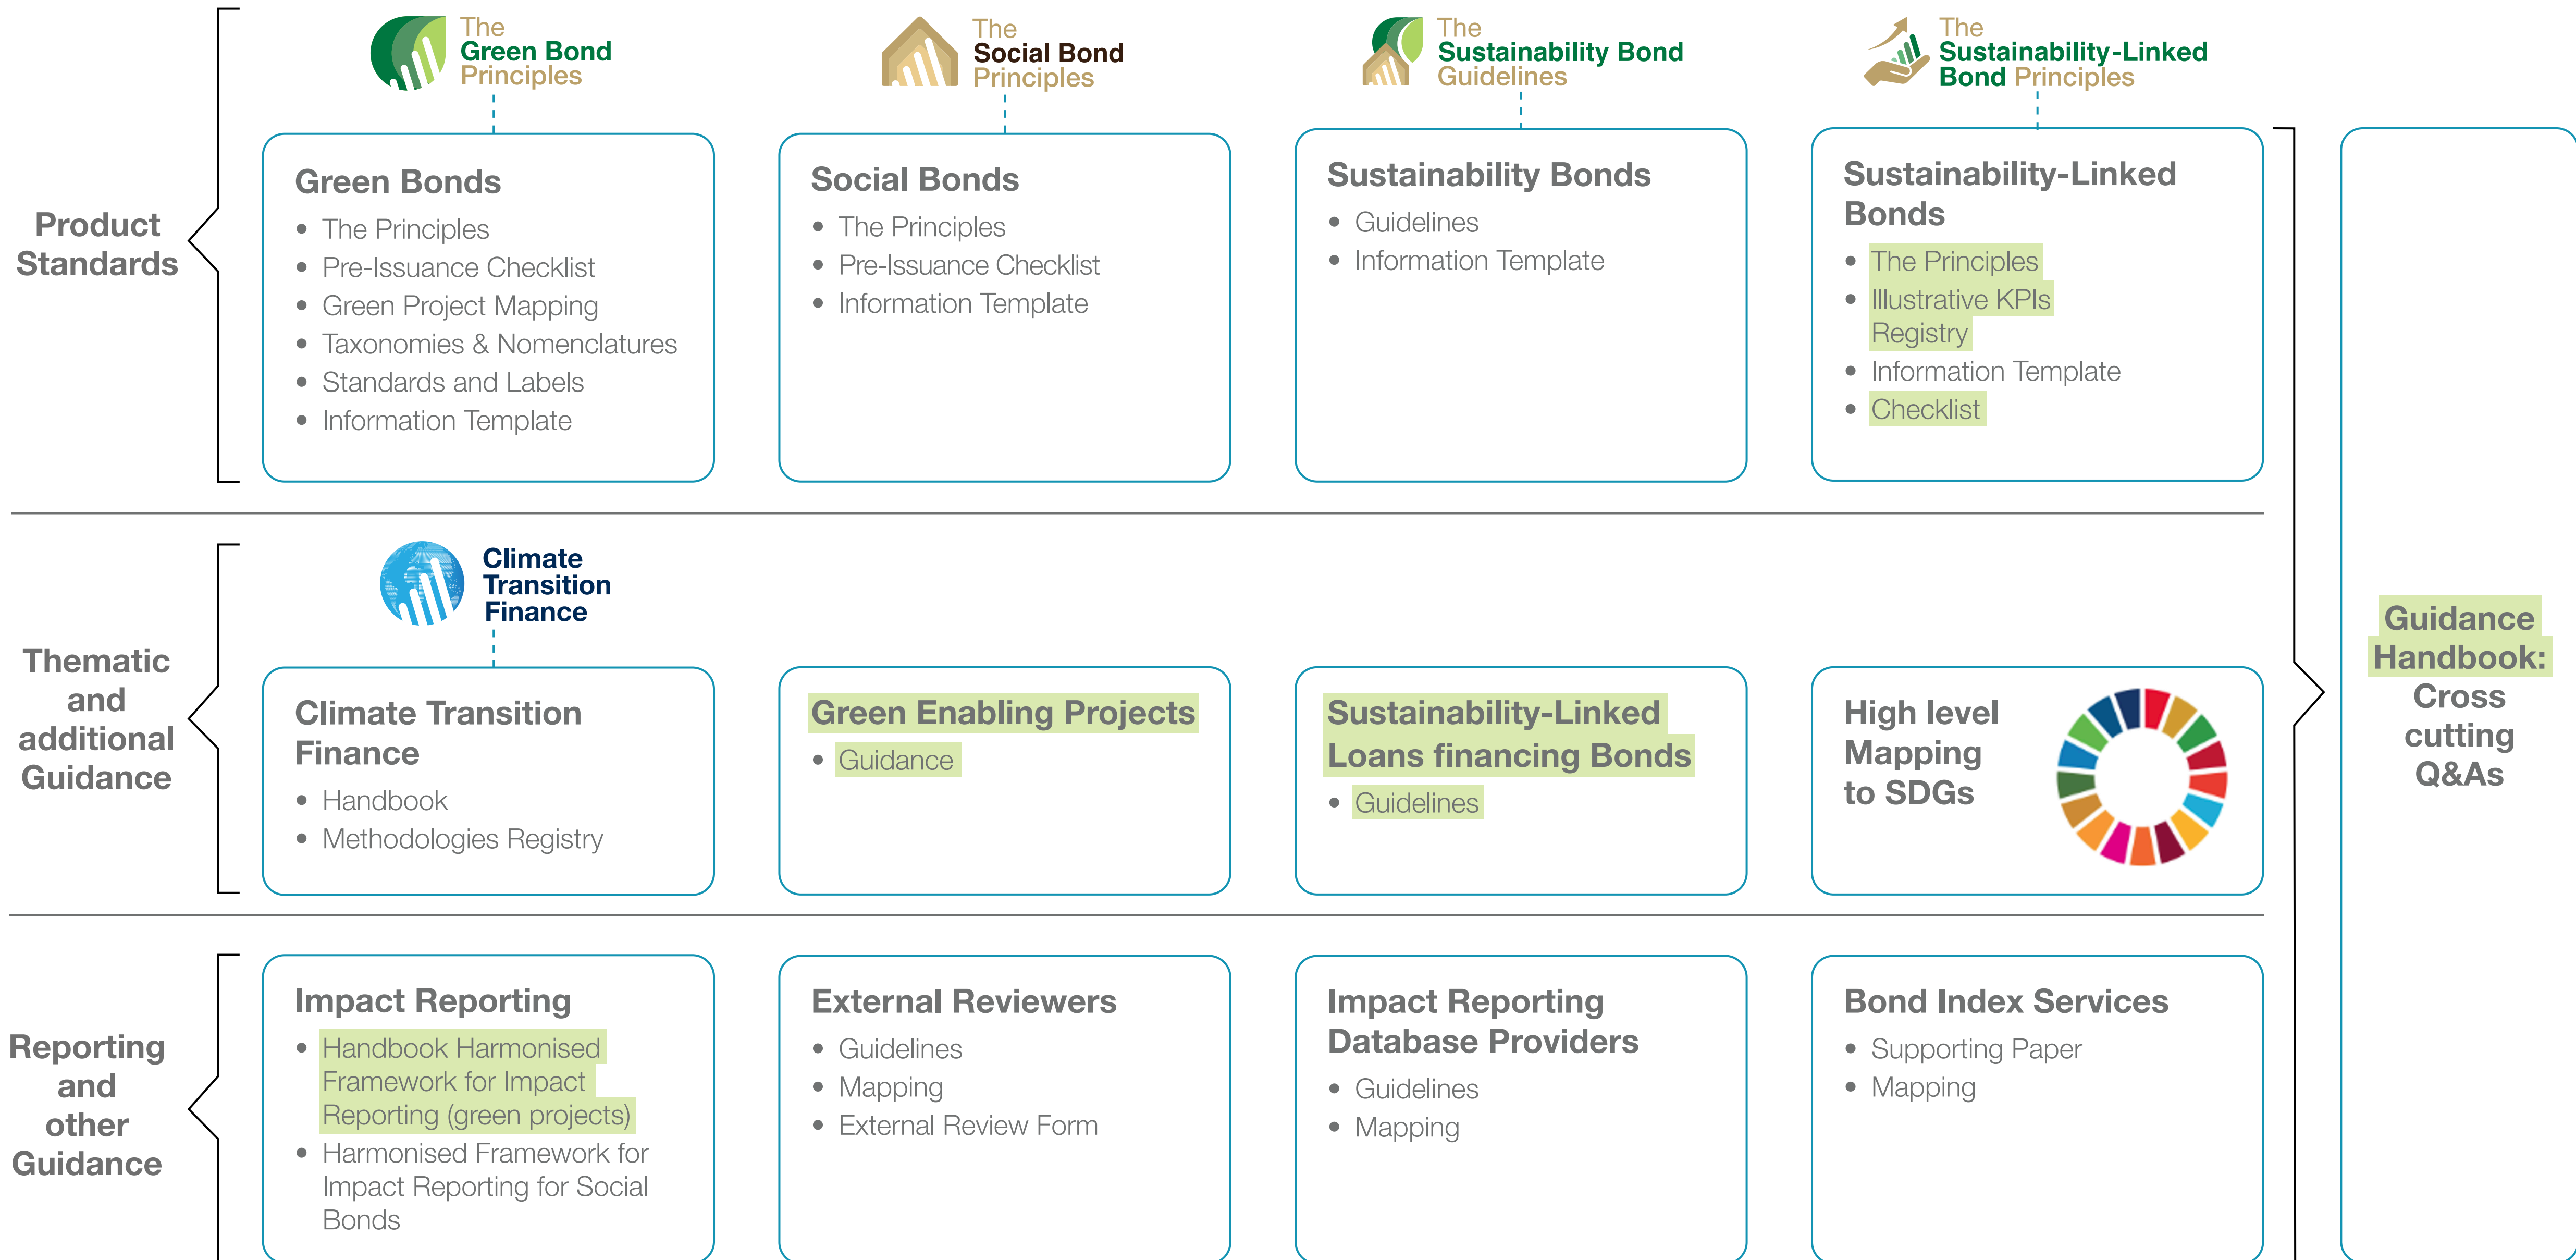 Product
Standards
The
Green Bond
Principles
Green Bonds
• The Principles
• Pre-Issuance Checklist
• Green Project Mapping
• Taxonomies & Nomenclatures
• Standards and Labels
• Information Template
The
Social Bond
Principles
Social Bonds
• The Principles
• Pre-Issuance Checklist
• Information Template
The
Sustainability Bond
Guidelines
Sustainability Bonds
• Guidelines
• Information Template
The
Sustainability-Linked
Bond Principles
Sustainability-Linked
Bonds
• The Principles
• Illustrative KPIs
Registry
• Information Template
• Checklist
Thematic
and
additional
Guidance
Climate
Transition
Finance
Climate Transition
Finance
• Handbook
• Methodologies Registry
Green Enabling Projects
• Guidance
Sustainability-Linked
Loans financing Bonds
• Guidelines
High level
Mapping
to SDGs
Reporting
and
other
Guidance
Impact Reporting
• Handbook Harmonised
Framework for Impact
Reporting (green projects)
• Harmonised Framework for
Impact Reporting for Social
Bonds
External Reviewers
• Guidelines
• Mapping
• External Review Form
Impact Reporting
Database Providers
• Guidelines
• Mapping
Bond Index Services
• Supporting Paper
• Mapping
Guidance
Handbook:
Cross
cutting
Q&As